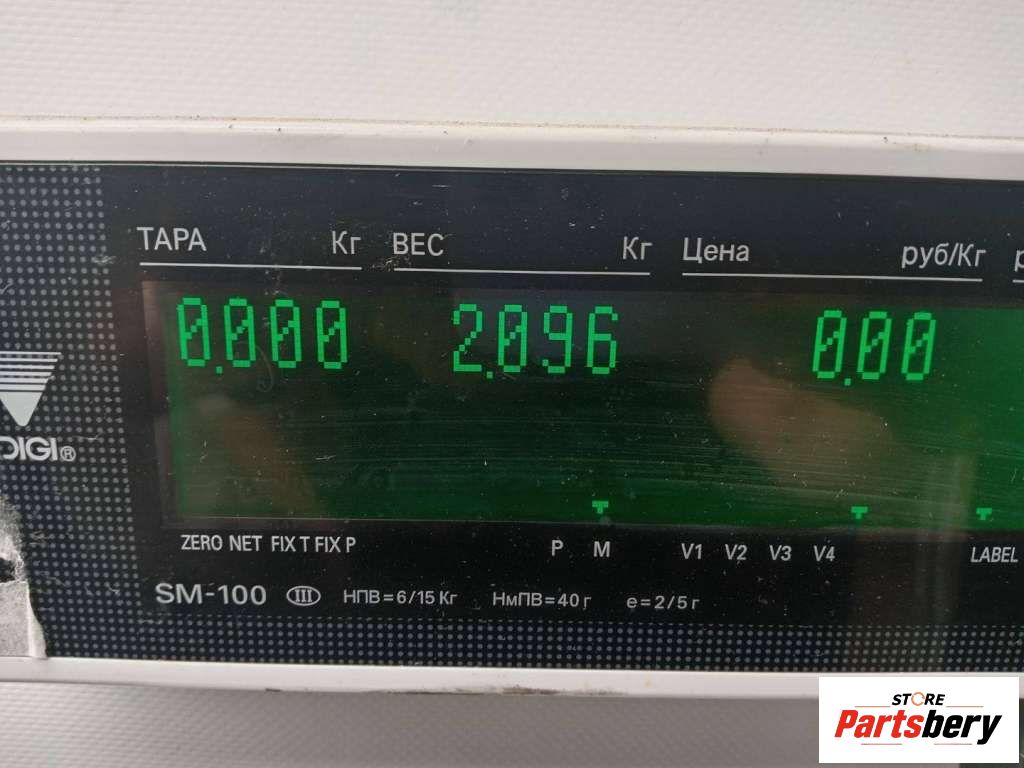 ТАРА Кг ВЕС Кг Цена руб/Кг
0.000 2.096 0.00
DIGI®
ZERO NET FIX T FIX P P M V1 V2 V3 V4 LABEL
SM-100 III НПВ=6/15 Кг НмПВ=40 г e=2/5 г
STORE
Partsbery